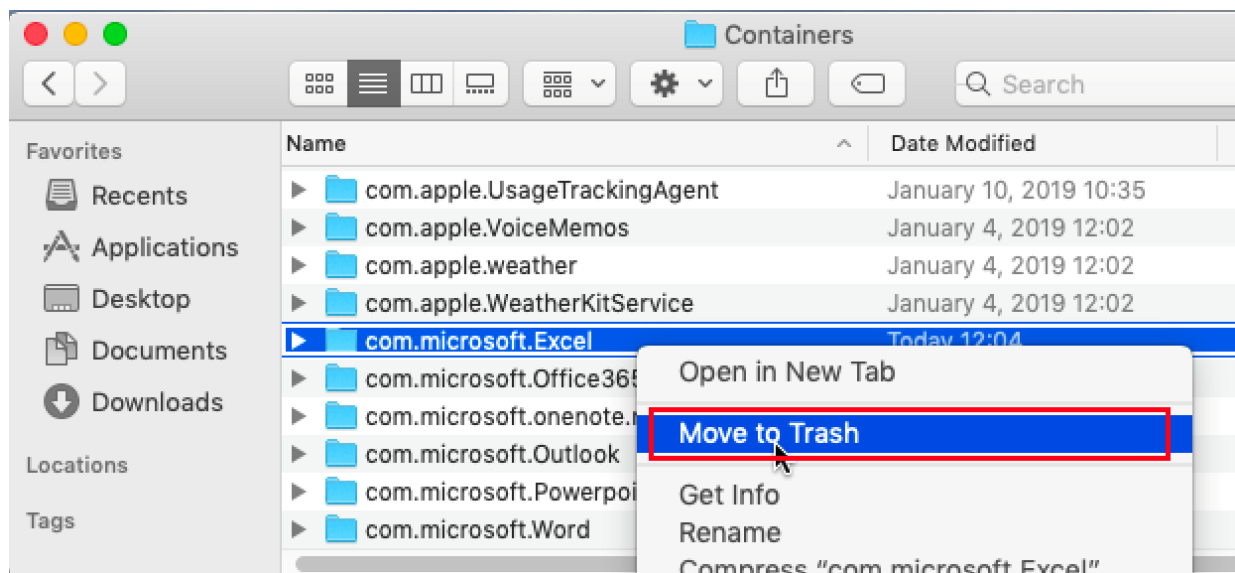 Containers
Search
Favorites
Recents
Applications
Desktop
Documents
Downloads
Locations
Tags
Name Date Modified
com.apple.UsageTrackingAgent January 10, 2019 10:35
com.apple.VoiceMemos January 4, 2019 12:02
com.apple.weather January 4, 2019 12:02
com.apple.WeatherKitService January 4, 2019 12:02
com.microsoft.Excel Today 12:04
com.microsoft.Office365
com.microsoft.onenote.
com.microsoft.Outlook
com.microsoft.Powerpoi
com.microsoft.Word
Open in New Tab
Move to Trash
Get Info
Rename
Compress “com.microsoft.Excel”